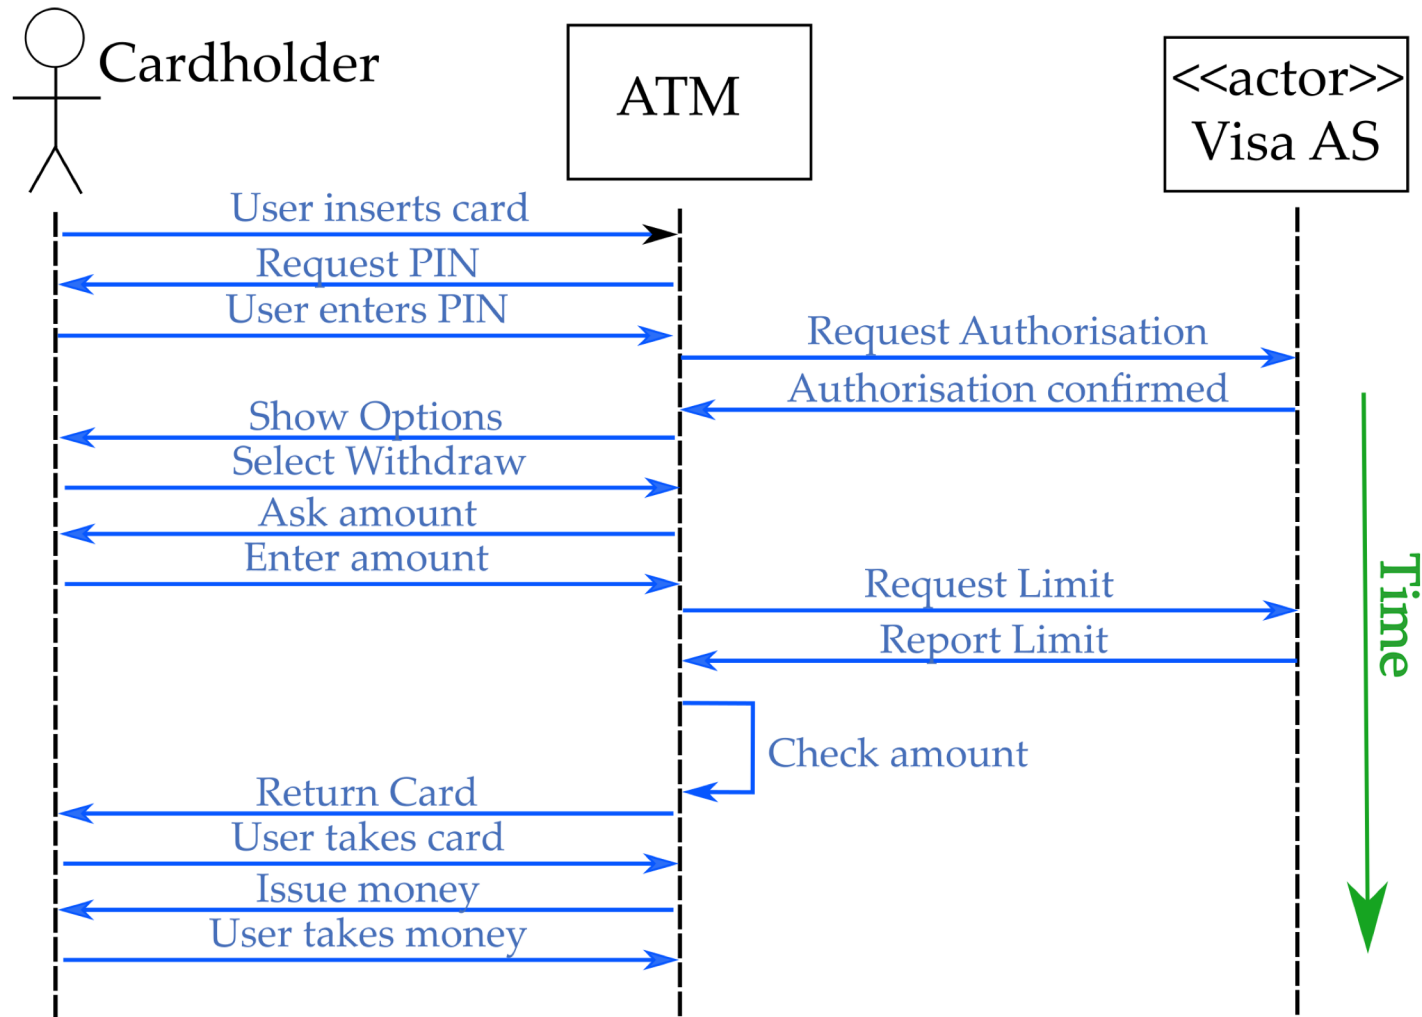 Cardholder
ATM
<<actor>>
Visa AS
User inserts card
Request PIN
User enters PIN
Request Authorisation
Authorisation confirmed
Show Options
Select Withdraw
Ask amount
Enter amount
Request Limit
Report Limit
Time
Check amount
Return Card
User takes card
Issue money
User takes money